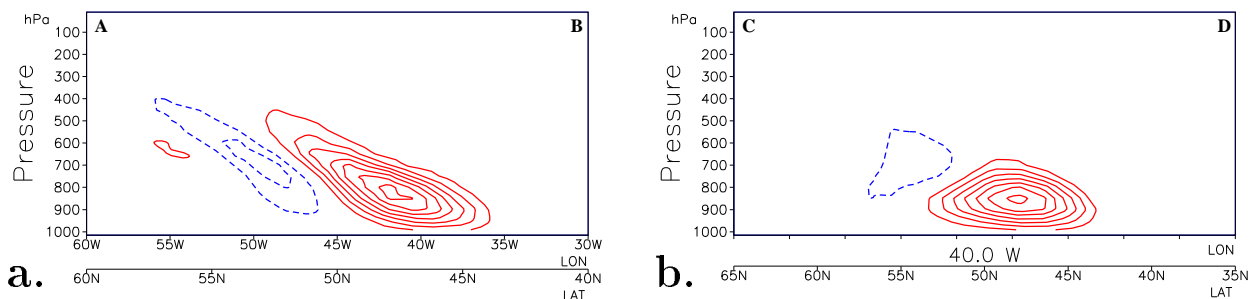 hPa
A
B
Pressure
100
200
300
400
500
600
700
800
900
1000
60W 55W 50W 45W 40W 35W 30W
LON
60N 55N 50N 45N 40N
LAT
a.
hPa
C
D
Pressure
100
200
300
400
500
600
700
800
900
1000
40.0 W
LON
65N 60N 55N 50N 45N 40N 35N
LAT
b.